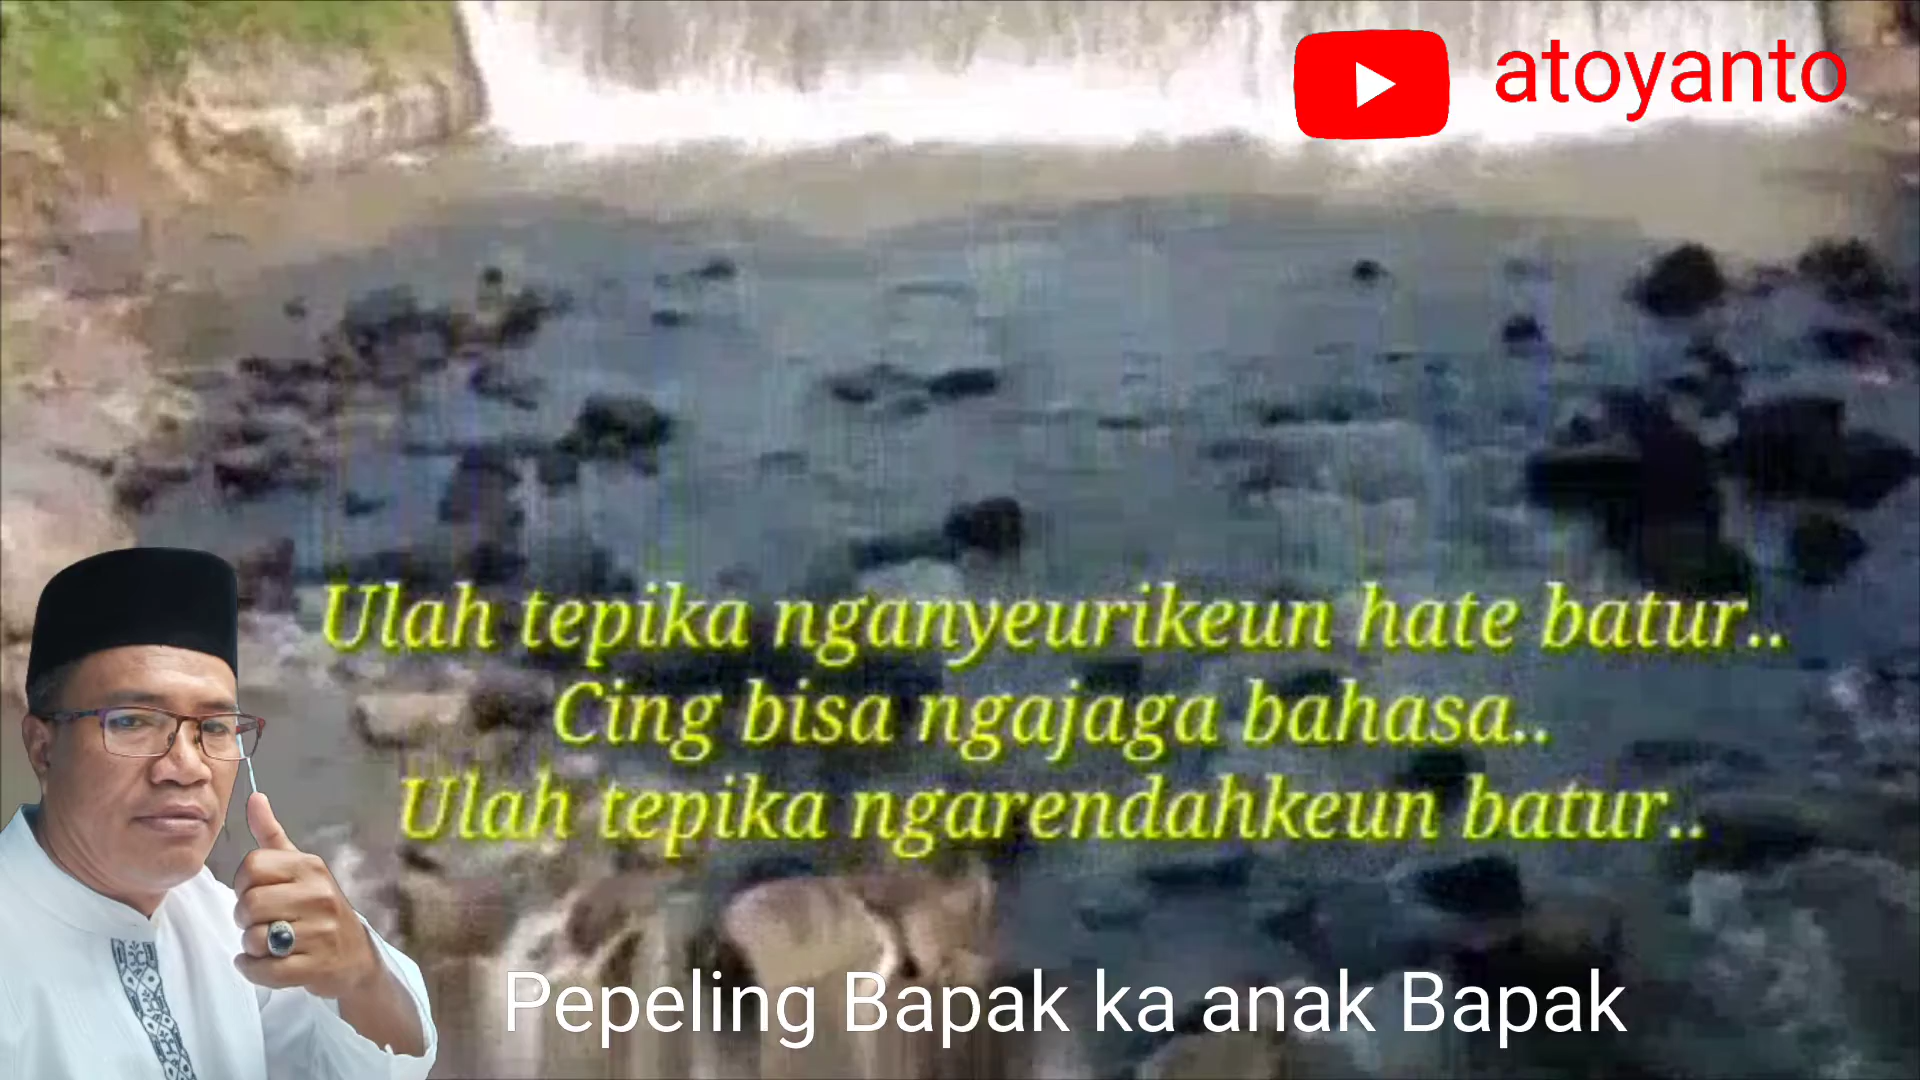 atoyanto
Ulah tepika nganyeurikeun hate batur..
Cing bisa ngajaga bahasa..
Ulah tepika ngarendahkeun batur..
Pepeling Bapak ka anak Bapak